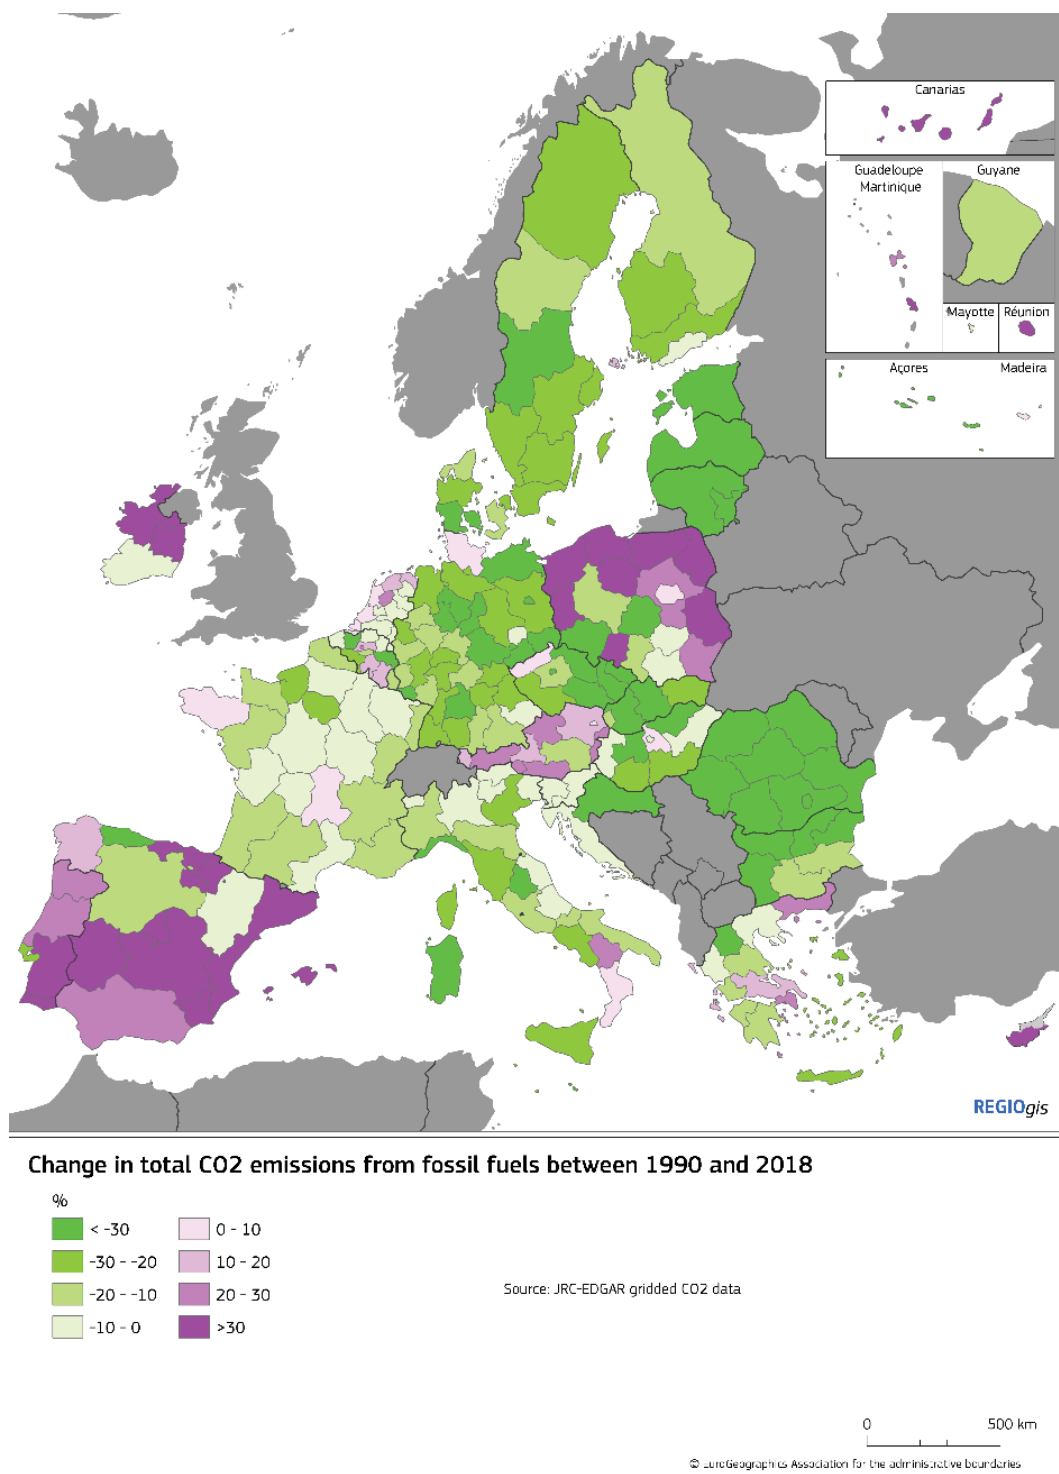 Canarias
Guadeloupe
Martinique
Guyane
Mayotte
Réunion
Açores
Madeira
REGIOgis
Change in total CO2 emissions from fossil fuels between 1990 and 2018
%
< -30
-30 - -20
-20 - -10
-10 - 0
0 - 10
10 - 20
20 - 30
>30
Source: JRC-EDGAR gridded CO2 data
0 500 km
© EuroGeographics Association for the administrative boundaries